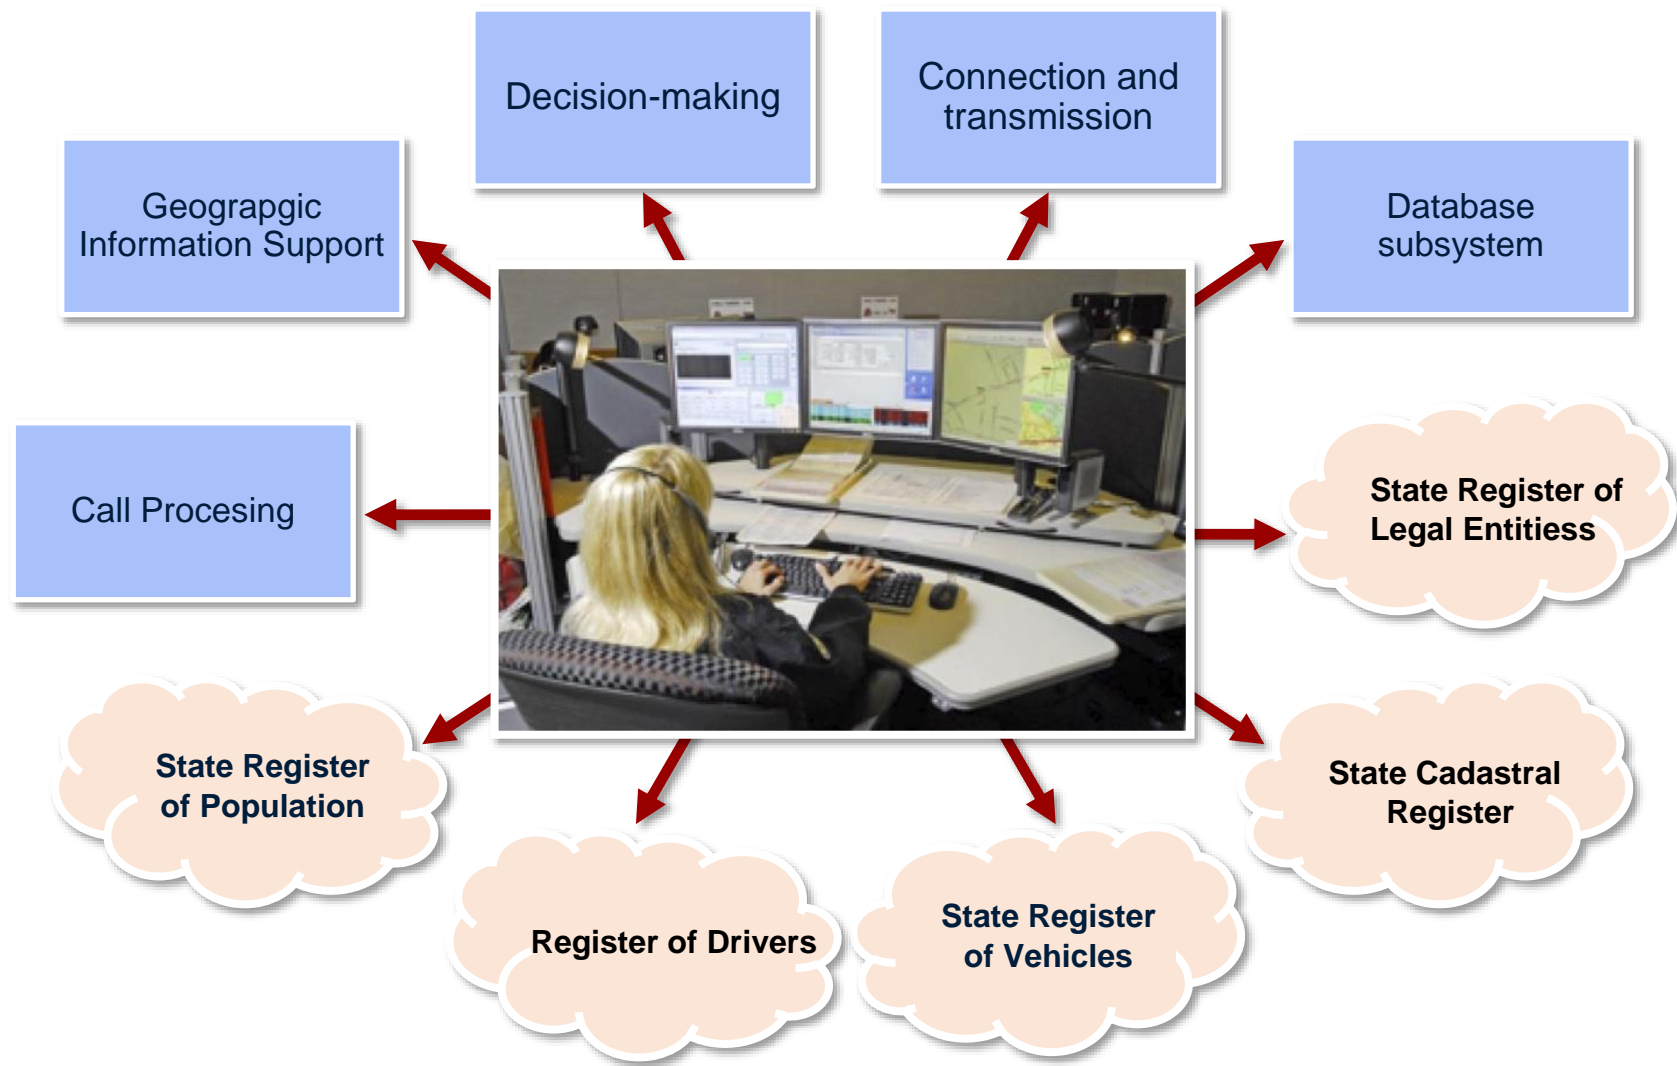 Decision-making
Connection and
transmission
Geograpgic
Information Support
Database
subsystem
Call Procesing
State Register of
Legal Entitiess
State Register
of Population
State Cadastral
Register
Register of Drivers
State Register
of Vehicles